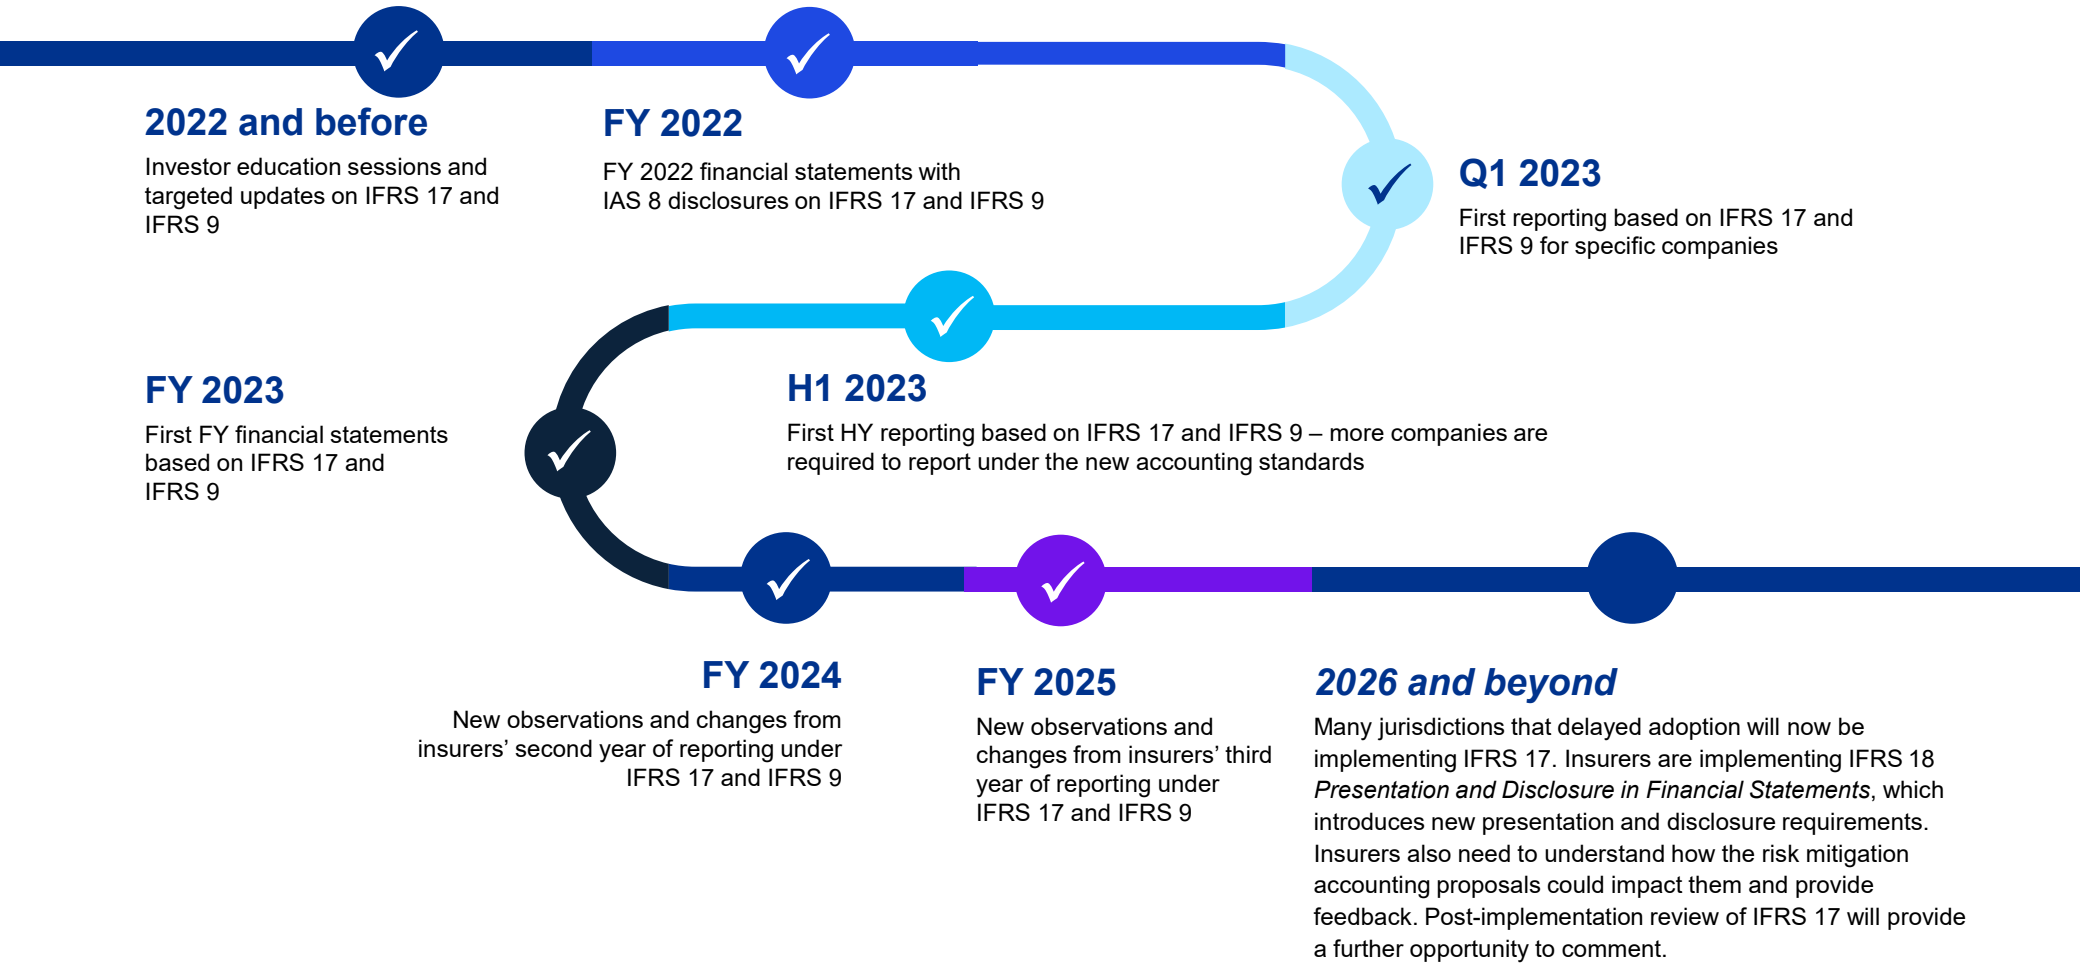 2022 and before
Investor education sessions and
targeted updates on IFRS 17 and
IFRS 9
FY 2022
FY 2022 financial statements with
IAS 8 disclosures on IFRS 17 and IFRS 9
Q1 2023
First reporting based on IFRS 17 and
IFRS 9 for specific companies
H1 2023
First HY reporting based on IFRS 17 and IFRS 9 – more companies are
required to report under the new accounting standards
FY 2023
First FY financial statements
based on IFRS 17 and
IFRS 9
FY 2024
New observations and changes from
insurers’ second year of reporting under
IFRS 17 and IFRS 9
FY 2025
New observations and
changes from insurers’ third
year of reporting under
IFRS 17 and IFRS 9
2026 and beyond
Many jurisdictions that delayed adoption will now be
implementing IFRS 17. Insurers are implementing IFRS 18
Presentation and Disclosure in Financial Statements, which
introduces new presentation and disclosure requirements.
Insurers also need to understand how the risk mitigation
accounting proposals could impact them and provide
feedback. Post-implementation review of IFRS 17 will provide
a further opportunity to comment.